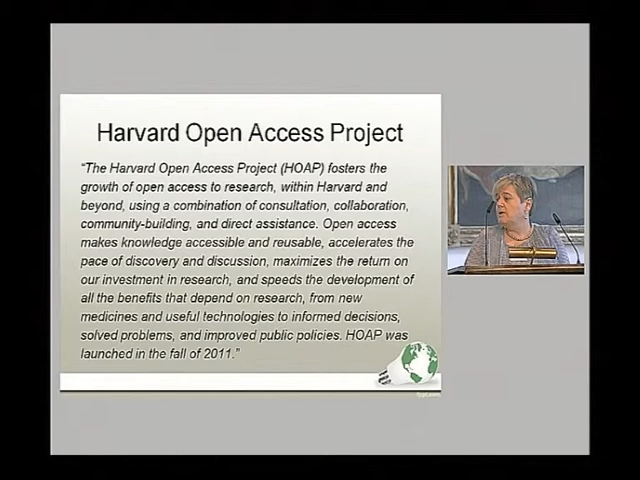 Harvard Open Access Project
“The Harvard Open Access Project (HOAP) fosters the
growth of open access to research, within Harvard and
beyond, using a combination of consultation, collaboration,
community-building, and direct assistance. Open access
makes knowledge accessible and reusable, accelerates the
pace of discovery and discussion, maximizes the return on
our investment in research, and speeds the development of
all the benefits that depend on research, from new
medicines and useful technologies to informed decisions,
solved problems, and improved public policies. HOAP was
launched in the fall of 2011.”